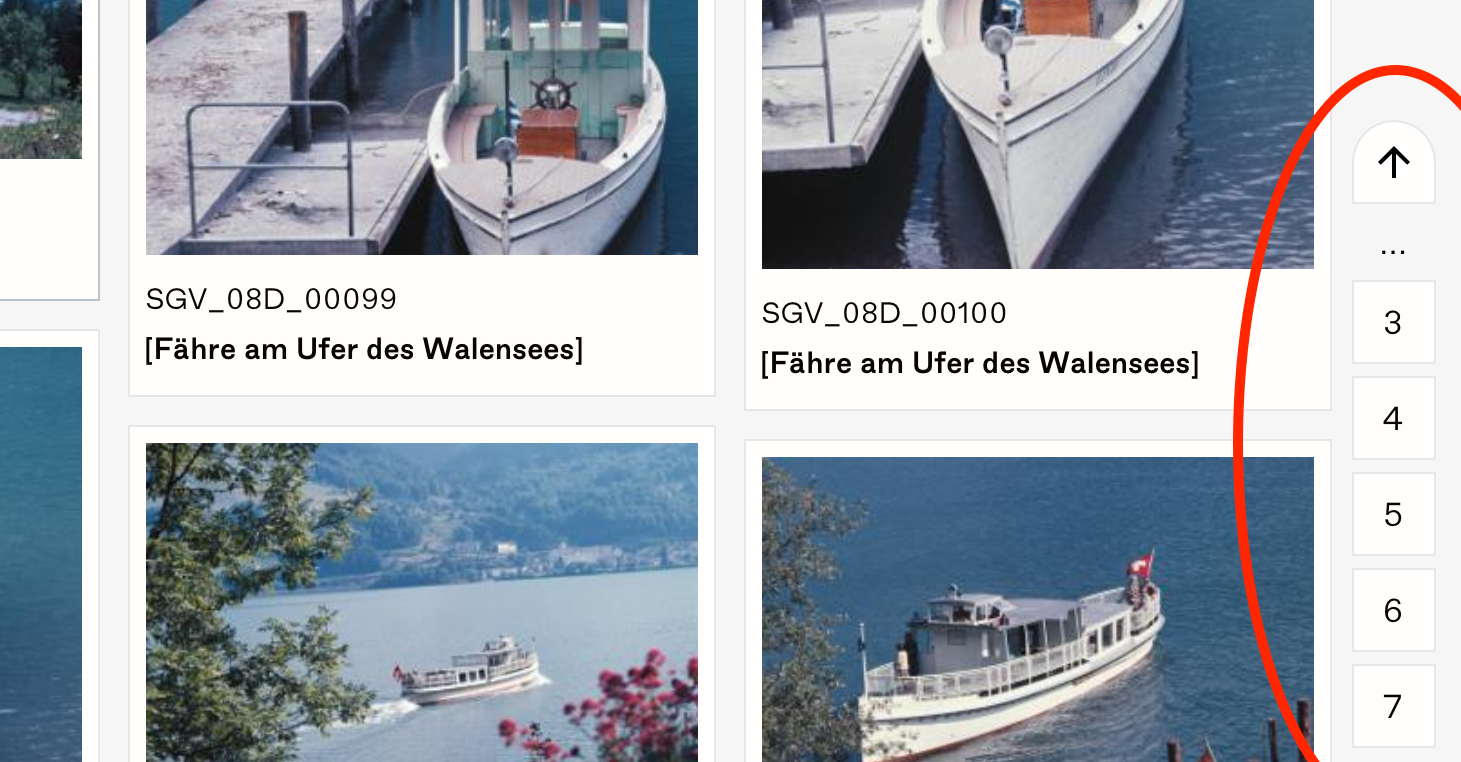 SGV_08D_00099
[Fähre am Ufer des Walensees]
SGV_08D_00100
[Fähre am Ufer des Walensees]
...
3
4
5
6
7